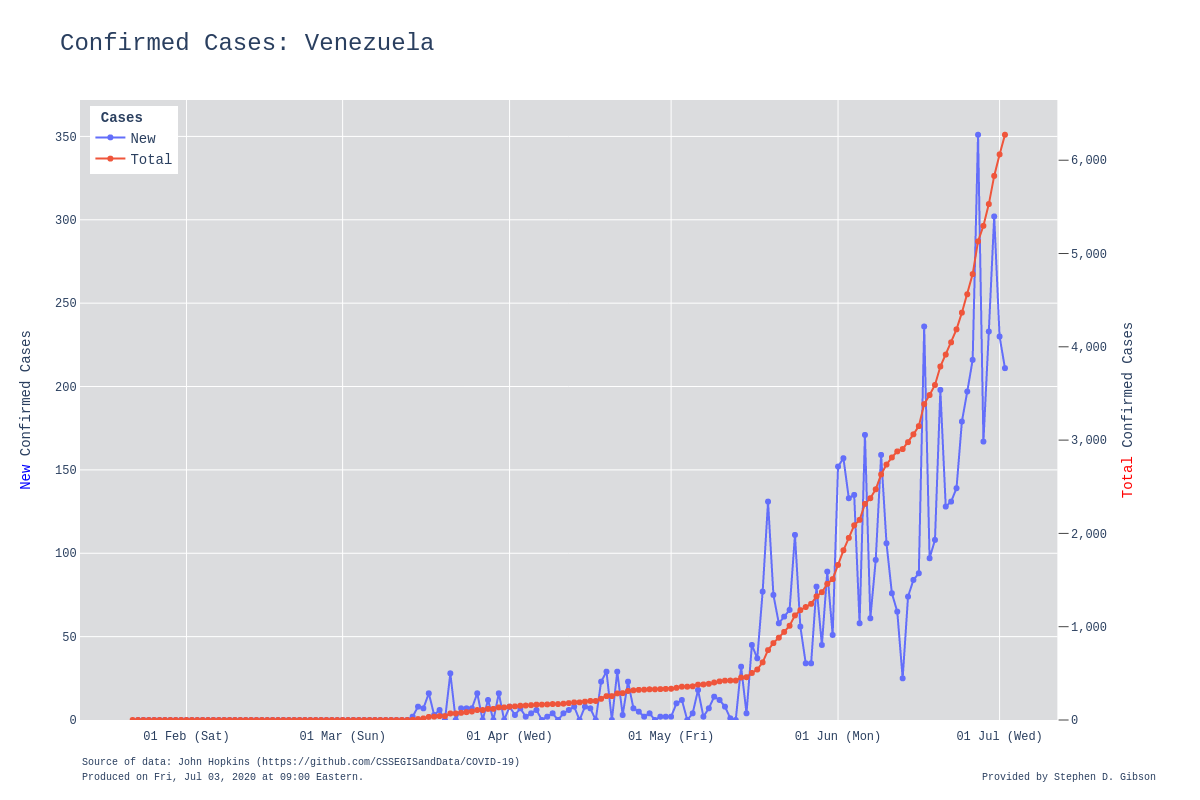 Confirmed Cases: Venezuela
Cases
New
Total
350
300
250
200
150
100
50
0
6,000
5,000
4,000
3,000
2,000
1,000
0
New Confirmed Cases
Total Confirmed Cases
01 Feb (Sat)
01 Mar (Sun)
01 Apr (Wed)
01 May (Fri)
01 Jun (Mon)
01 Jul (Wed)
Source of data: John Hopkins (https://github.com/CSSEGISandData/COVID-19)
Produced on Fri, Jul 03, 2020 at 09:00 Eastern.
Provided by Stephen D. Gibson